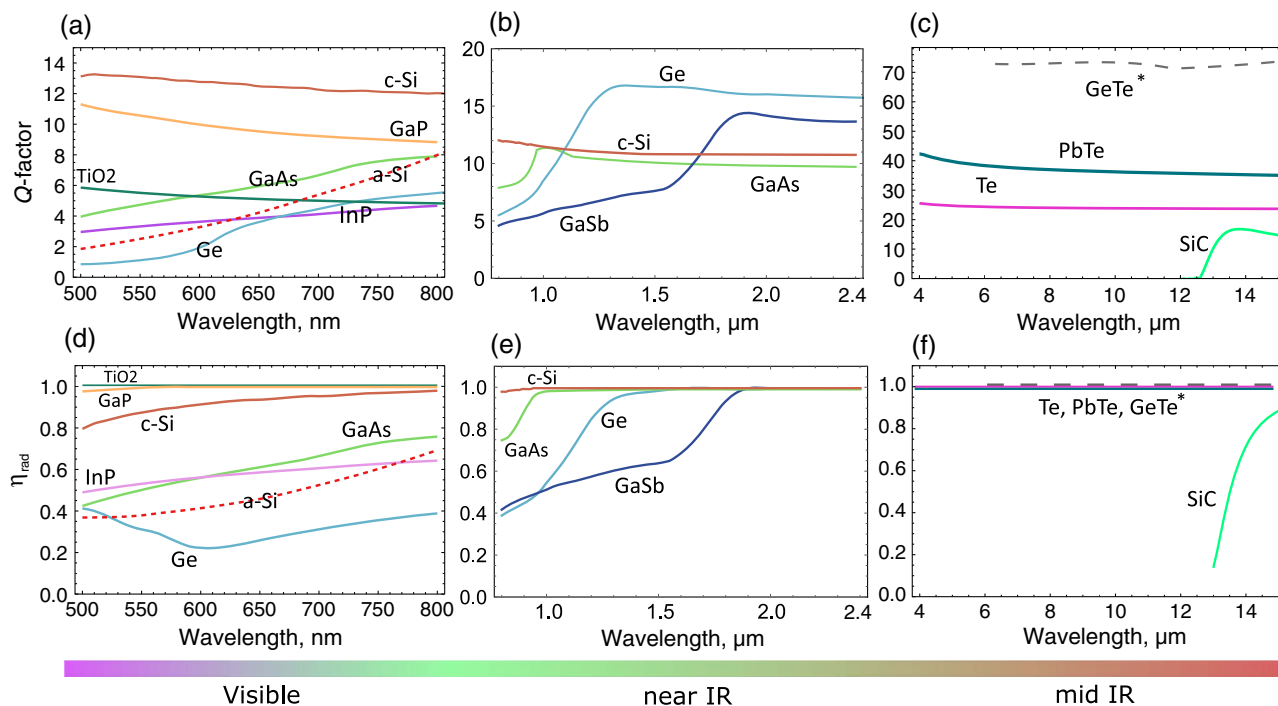 (a)
Q-factor
14
12
10
8
6
4
2
0
c-Si
GaP
TiO2
GaAs
a-Si
InP
Ge
500 550 600 650 700 750 800
Wavelength, nm
(b)
20
15
10
5
0
Ge
c-Si
GaAs
GaSb
1.0 1.5 2.0 2.4
Wavelength, µm
(c)
70
60
50
40
30
20
10
0
GeTe*
PbTe
Te
SiC
4 6 8 10 12 14
Wavelength, µm
(d)
ηrad
1.0
0.8
0.6
0.4
0.2
0.0
TiO2
GaP
c-Si
GaAs
InP
a-Si
Ge
500 550 600 650 700 750 800
Wavelength, nm
(e)
1.0
0.8
0.6
0.4
0.2
0.0
c-Si
Ge
GaAs
GaSb
1.0 1.5 2.0 2.4
Wavelength, µm
(f)
1.0
0.8
0.6
0.4
0.2
0.0
Te, PbTe, GeTe*
SiC
4 6 8 10 12 14
Wavelength, µm
Visible near IR mid IR